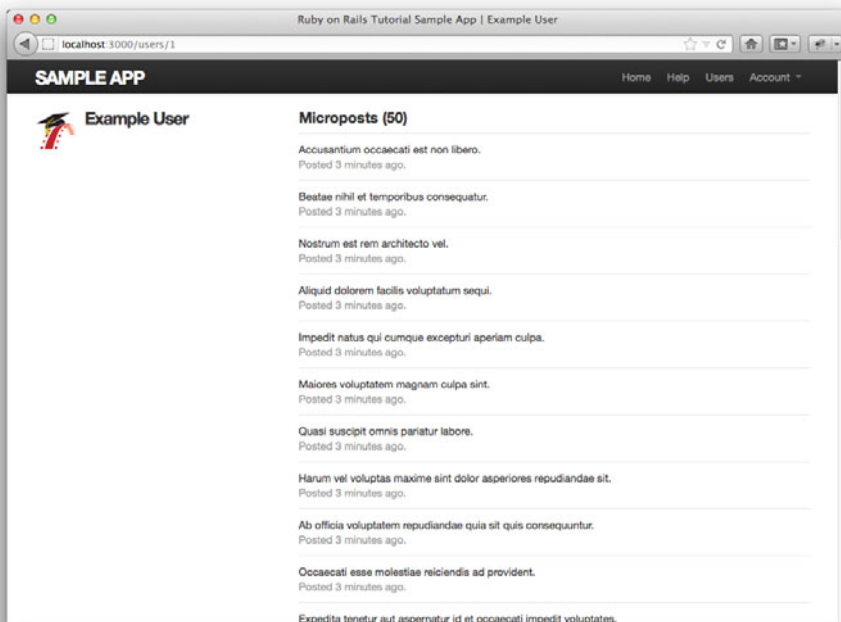 Ruby on Rails Tutorial Sample App | Example User
localhost:3000/users/1
SAMPLE APP
Home Help Users Account
Example User
Microposts (50)
Accusantium occaecati est non libero.
Posted 3 minutes ago.
Beatae nihil et temporibus consequatur.
Posted 3 minutes ago.
Nostrum est rem architecto vel.
Posted 3 minutes ago.
Aliquid dolorem facilis voluptatum sequi.
Posted 3 minutes ago.
Impedit natus qui cumque excepturi aperiam culpa.
Posted 3 minutes ago.
Maiores voluptatem magnam culpa sint.
Posted 3 minutes ago.
Quasi suscipit omnis pariatur labore.
Posted 3 minutes ago.
Harum vel voluptas maxime sint dolor asperiores repudiandae sit.
Posted 3 minutes ago.
Ab officia voluptatem repudiandae quia sit quis consequuntur.
Posted 3 minutes ago.
Occaecati esse molestiae reiciendis ad provident.
Posted 3 minutes ago.
Expedita tenetur aut aspernatur id et occaecati impedit voluptates.